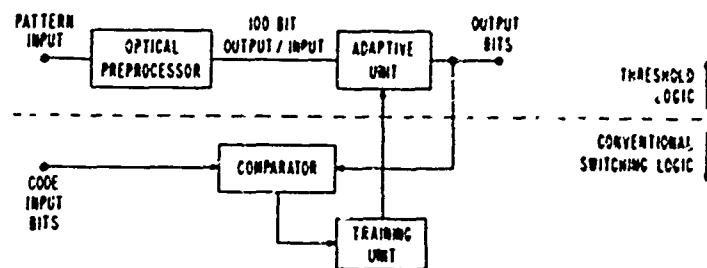 PATTERN
INPUT
OPTICAL
PREPROCESSOR
100 BIT
OUTPUT / INPUT
ADAPTIVE
UNIT
OUTPUT
BITS
THRESHOLD
LOGIC
CONVENTIONAL
SWITCHING LOGIC
CODE
INPUT
BITS
COMPARATOR
TRAINING
UNIT